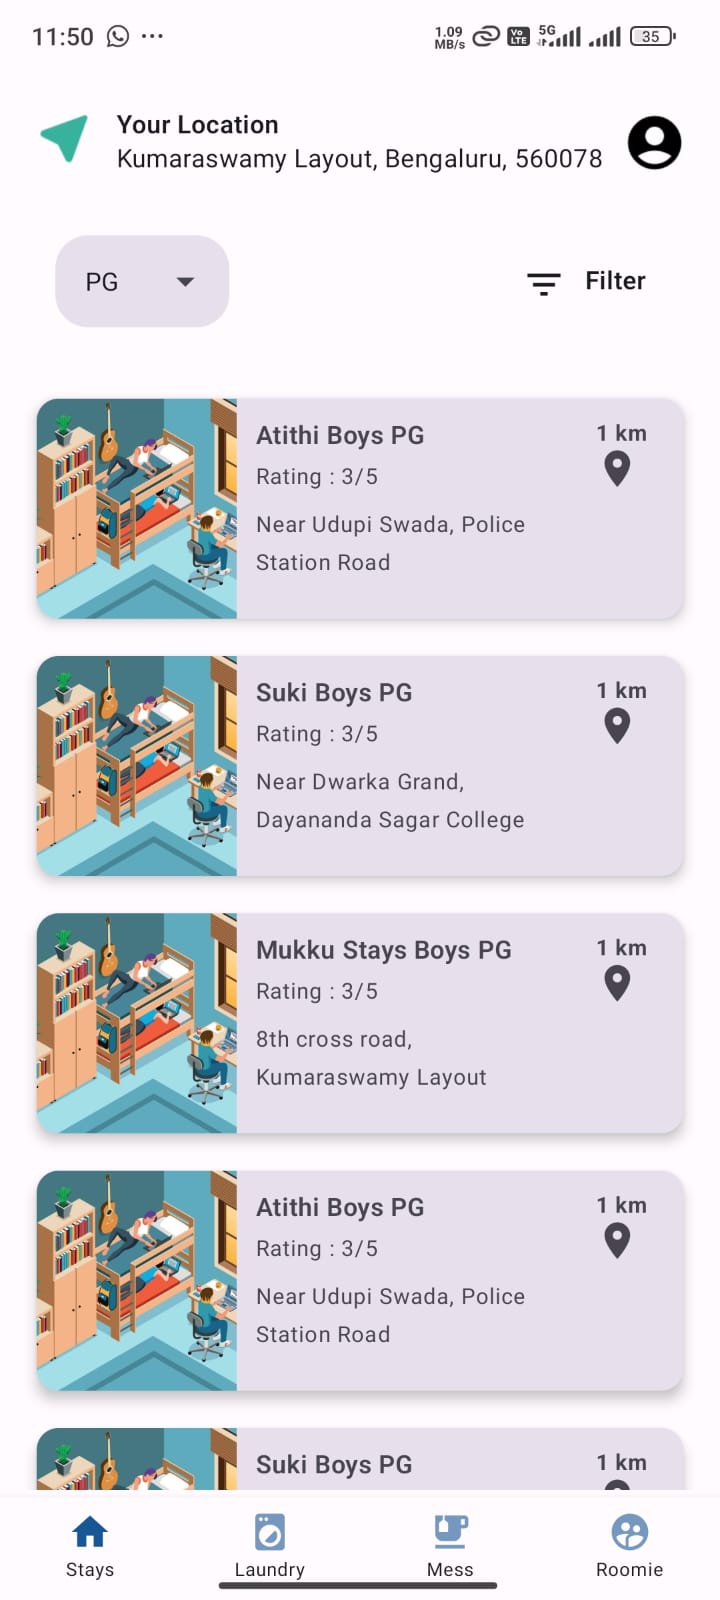 11:50
1.09
MB/s
Vo
LTE
5G
35
Your Location
Kumaraswamy Layout, Bengaluru, 560078
PG
Filter
Atithi Boys PG
1 km
Rating : 3/5
Near Udupi Swada, Police
Station Road
Suki Boys PG
1 km
Rating : 3/5
Near Dwarka Grand,
Dayananda Sagar College
Mukku Stays Boys PG
1 km
Rating : 3/5
8th cross road,
Kumaraswamy Layout
Atithi Boys PG
1 km
Rating : 3/5
Near Udupi Swada, Police
Station Road
Suki Boys PG
1 km
Stays
Laundry
Mess
Roomie